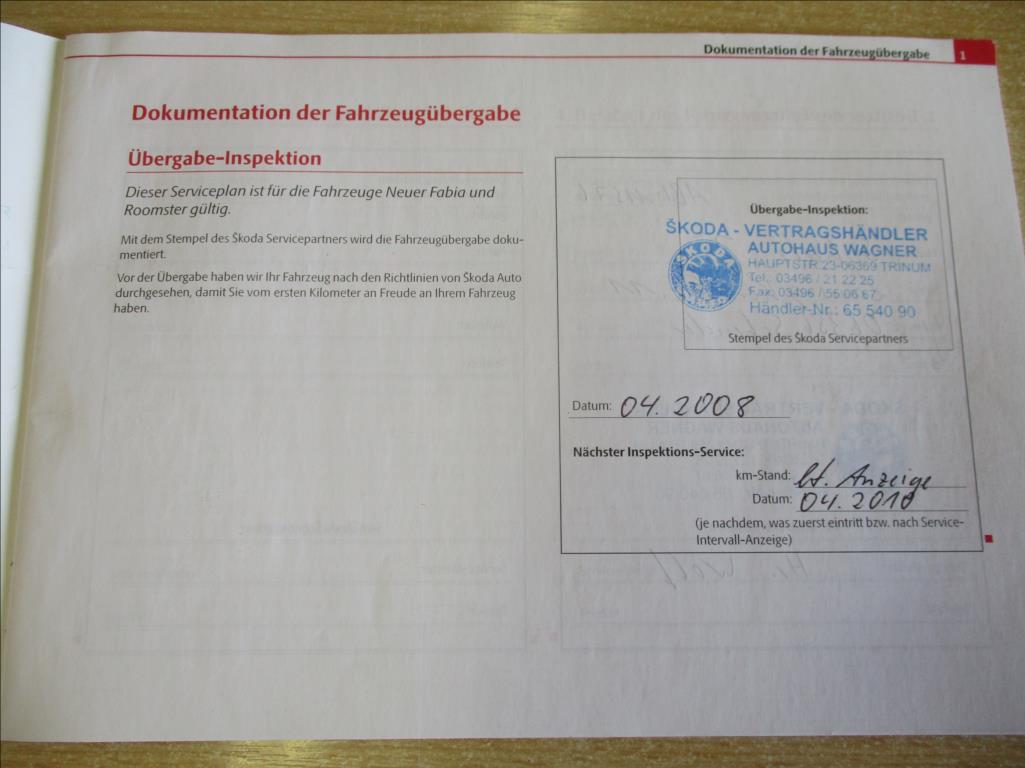 Dokumentation der Fahrzeugübergabe 1
Dokumentation der Fahrzeugübergabe
Übergabe-Inspektion
Dieser Serviceplan ist für die Fahrzeuge Neuer Fabia und
Roomster gültig.
Mit dem Stempel des Škoda Servicepartners wird die Fahrzeugübergabe doku-
mentiert.
Vor der Übergabe haben wir Ihr Fahrzeug nach den Richtlinien von Škoda Auto
durchgesehen, damit Sie vom ersten Kilometer an Freude an Ihrem Fahrzeug
haben.
Übergabe-Inspektion:
ŠKODA - VERTRAGSHÄNDLER
AUTOHAUS WAGNER
HAUPTSTR.23-06369 TRINUM
Tel.: 03496 / 21 22 25
Fax: 03496 / 55 06 67
Händler-Nr.: 65 540 90
ŠKODA
Stempel des Škoda Servicepartners
Datum: 04.2008
Nächster Inspektions-Service:
km-Stand: lt. Anzeige
Datum: 04.2010
(je nachdem, was zuerst eintritt bzw. nach Service-
Intervall-Anzeige)